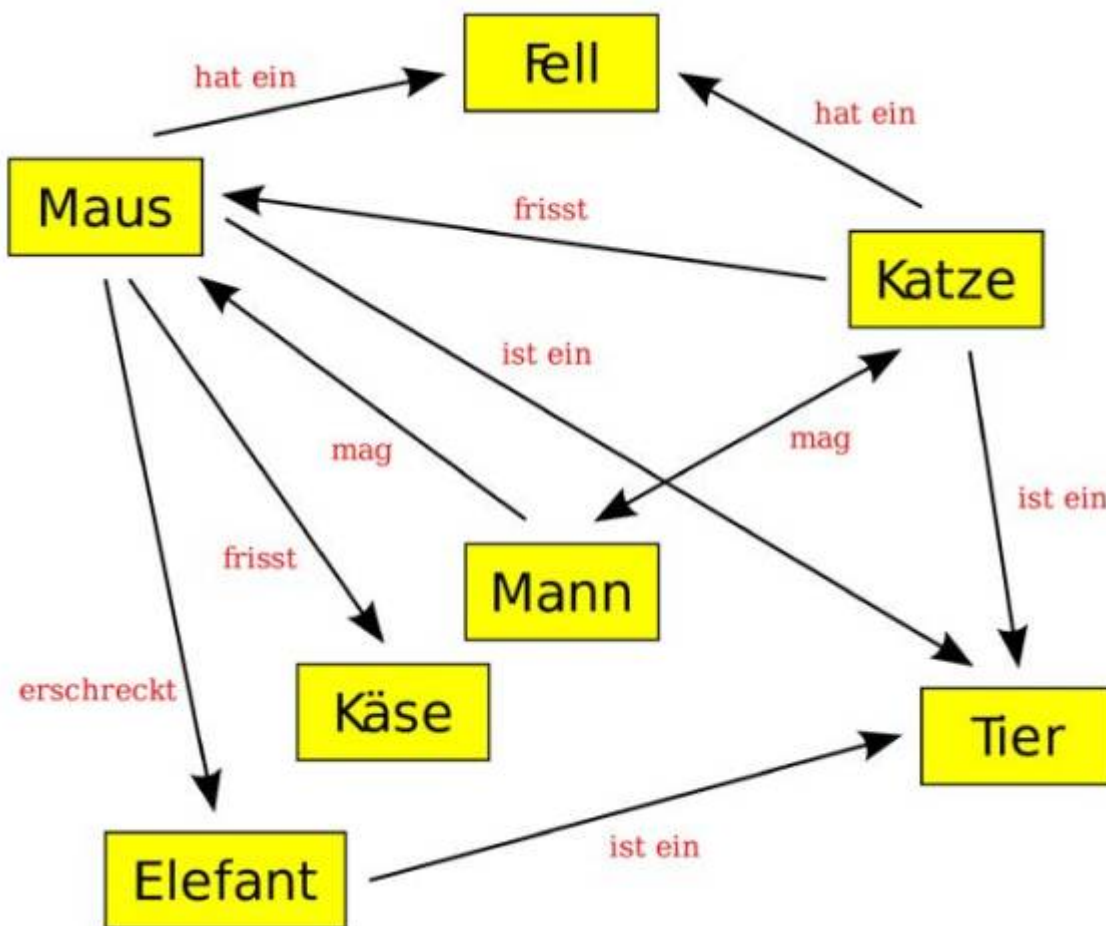 Fell
hat ein
hat ein
Maus
frisst
Katze
ist ein
mag
mag
ist ein
frisst
Mann
erschreckt
Käse
Tier
ist ein
Elefant